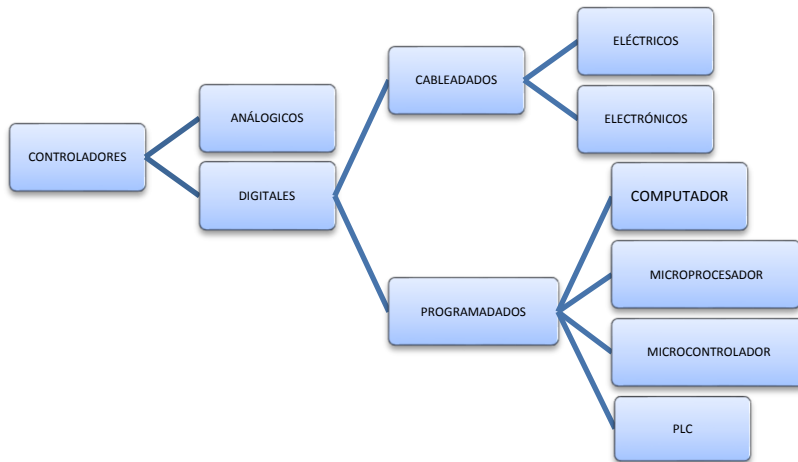 CONTROLADORES
ANÁLOGICOS
DIGITALES
CABLEADADOS
ELÉCTRICOS
ELECTRÓNICOS
PROGRAMADADOS
COMPUTADOR
MICROPROCESADOR
MICROCONTROLADOR
PLC